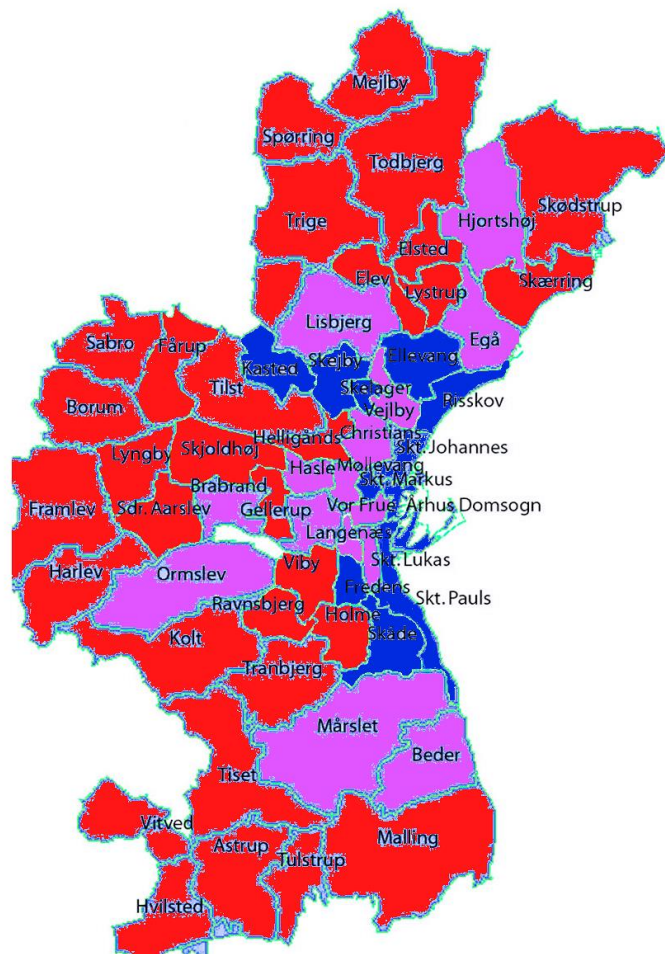 Mejlby
Spørring
Todbjerg
Skødstrup
Hjortshøj
Trige
Elsted
Skærring
Elev
Lystrup
Lisbjerg
Egå
Sabro
Fårup
Skejby
Ellevang
Kasted
Tilst
Skelager
Risskov
Borum
Vejlby
Helligånds
Christians
Skt. Johannes
Lyngby
Skjoldhøj
Hasle
Møllevang
Skt. Markus
Brabrand
Framlev
Sdr. Aarslev
Gellerup
Vor Frue
Århus Domsogn
Langenæs
Harlev
Ormslev
Viby
Skt. Lukas
Fredens
Skt. Pauls
Ravnsbjerg
Holme
Kolt
Skåde
Tranbjerg
Mårslet
Beder
Tiset
Vitved
Astrup
Tulstrup
Malling
Hvilsted